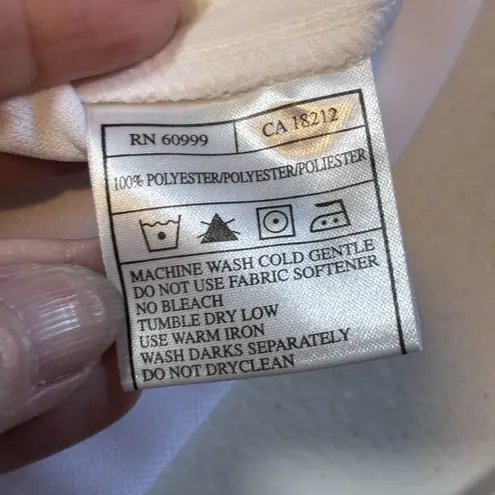 RN 60999 CA 18212
100% POLYESTER/POLYESTER/POLIESTER
MACHINE WASH COLD GENTLE
DO NOT USE FABRIC SOFTENER
NO BLEACH
TUMBLE DRY LOW
USE WARM IRON
WASH DARKS SEPARATELY
DO NOT DRYCLEAN